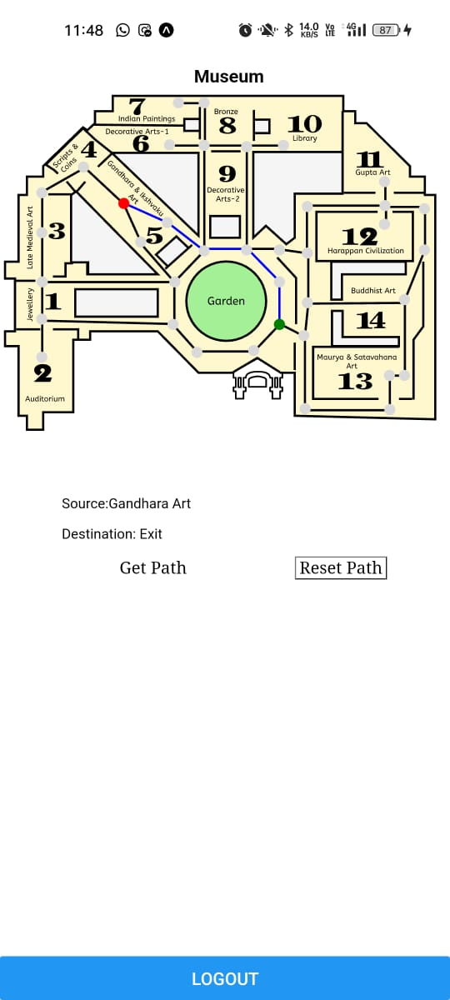 11:48
14.0
KB/S
Vo
LTE
4G
87
Museum
7
Indian Paintings
Bronze
8
10
Library
Decorative Arts-1
6
Scripts &
Coins
4
Gandhara & Ikshvaku
Art
9
Decorative
Arts-2
11
Gupta Art
Late Medieval Art
3
5
12
Harappan Civilization
Jewellery
1
Garden
Buddhist Art
14
2
Auditorium
Maurya & Satavahana
Art
13
Source:Gandhara Art
Destination: Exit
Get Path
Reset Path
LOGOUT